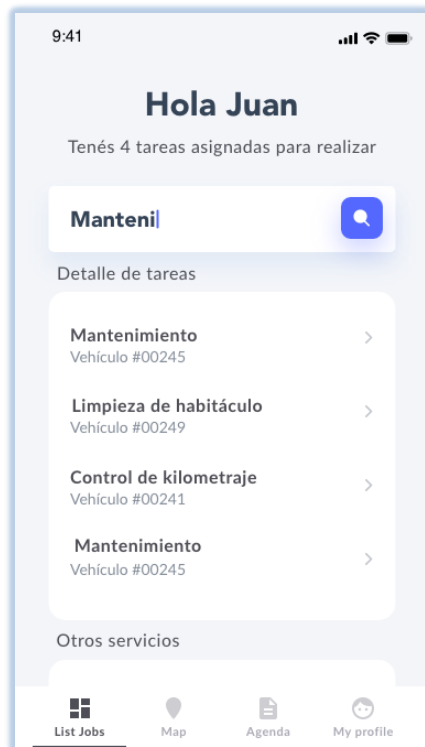 9:41
Hola Juan
Tenés 4 tareas asignadas para realizar
Manteni
Detalle de tareas
Mantenimiento
Vehículo #00245
Limpieza de habitáculo
Vehículo #00249
Control de kilometraje
Vehículo #00241
Mantenimiento
Vehículo #00245
Otros servicios
List Jobs
Map
Agenda
My profile